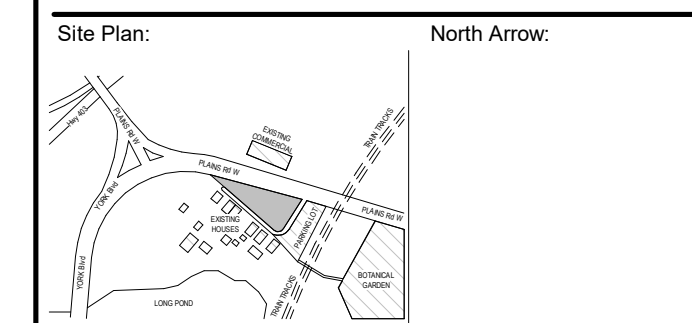 Site Plan:
North Arrow:
Hwy 403
PLAINS Rd W
EXISTING
COMMERCIAL
TRAIN TRACKS
PLAINS Rd W
YORK Blvd
EXISTING
HOUSES
PARKING LOT
PLAINS Rd W
YORK Blvd
LONG POND
TRAIN TRACKS
BOTANICAL
GARDEN